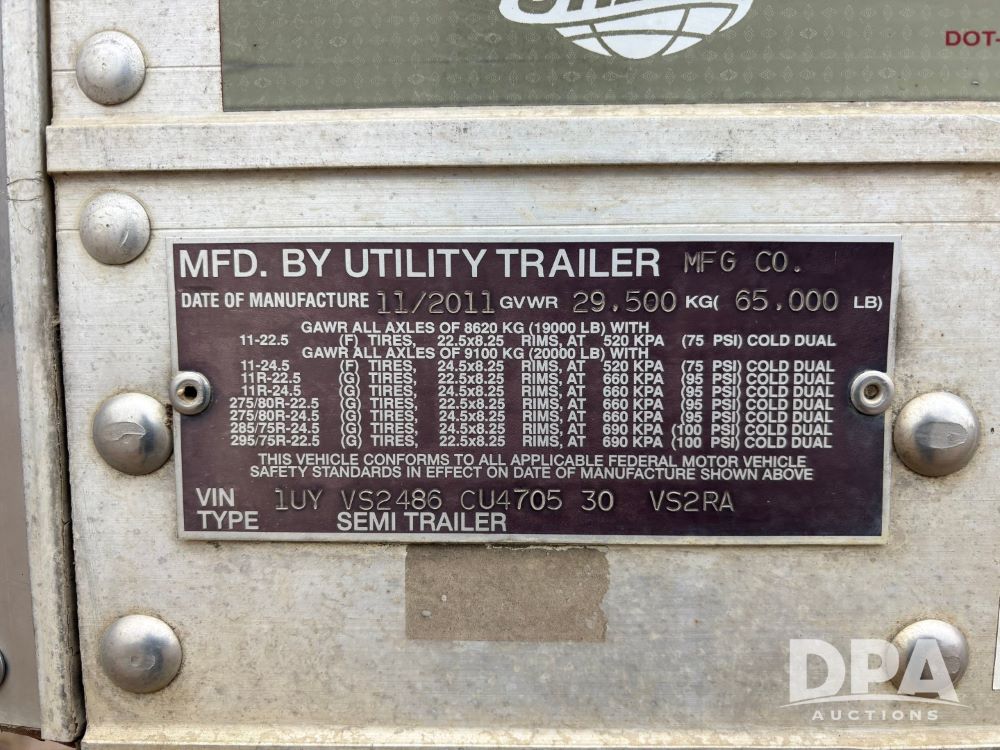 DOT-
MFD. BY UTILITY TRAILER MFG CO.
DATE OF MANUFACTURE 11/2011 GVWR 29.500 KG( 65.000 LB)
GAWR ALL AXLES OF 8620 KG (19000 LB) WITH
11-22.5 (F) TIRES, 22.5x8.25 RIMS, AT 520 KPA (75 PSI) COLD DUAL
GAWR ALL AXLES OF 9100 KG (20000 LB) WITH
11-24.5 (F) TIRES, 24.5x8.25 RIMS, AT 520 KPA (75 PSI) COLD DUAL
11R-22.5 (G) TIRES, 22.5x8.25 RIMS, AT 660 KPA (95 PSI) COLD DUAL
11R-24.5 (G) TIRES, 24.5x8.25 RIMS, AT 660 KPA (95 PSI) COLD DUAL
275/80R-22.5 (G) TIRES, 22.5x8.25 RIMS, AT 660 KPA (95 PSI) COLD DUAL
275/80R-24.5 (G) TIRES, 24.5x8.25 RIMS, AT 660 KPA (95 PSI) COLD DUAL
285/75R-24.5 (G) TIRES, 24.5x8.25 RIMS, AT 690 KPA (100 PSI) COLD DUAL
295/75R-22.5 (G) TIRES, 22.5x8.25 RIMS, AT 690 KPA (100 PSI) COLD DUAL
THIS VEHICLE CONFORMS TO ALL APPLICABLE FEDERAL MOTOR VEHICLE
SAFETY STANDARDS IN EFFECT ON DATE OF MANUFACTURE SHOWN ABOVE
VIN 1UY VS2486 CU4705 30 VS2RA
TYPE SEMI TRAILER
DPA
AUCTIONS